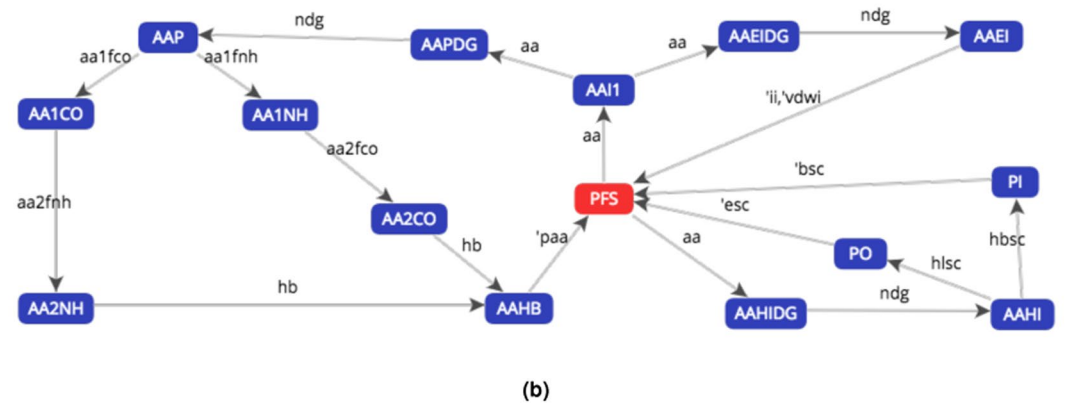 ndg
ndg
AAP
AAPDG
aa
aa
AAEIDG
AAEI
aa1fco
aa1fnh
AAI1
'ii,'vdwi
AA1CO
AA1NH
aa
aa2fco
'bsc
PI
aa2fnh
PFS
'esc
AA2CO
'paa
aa
hbsc
hb
PO
hlsc
hb
ndg
AA2NH
AAHB
AAHIDG
AAHI
(b)